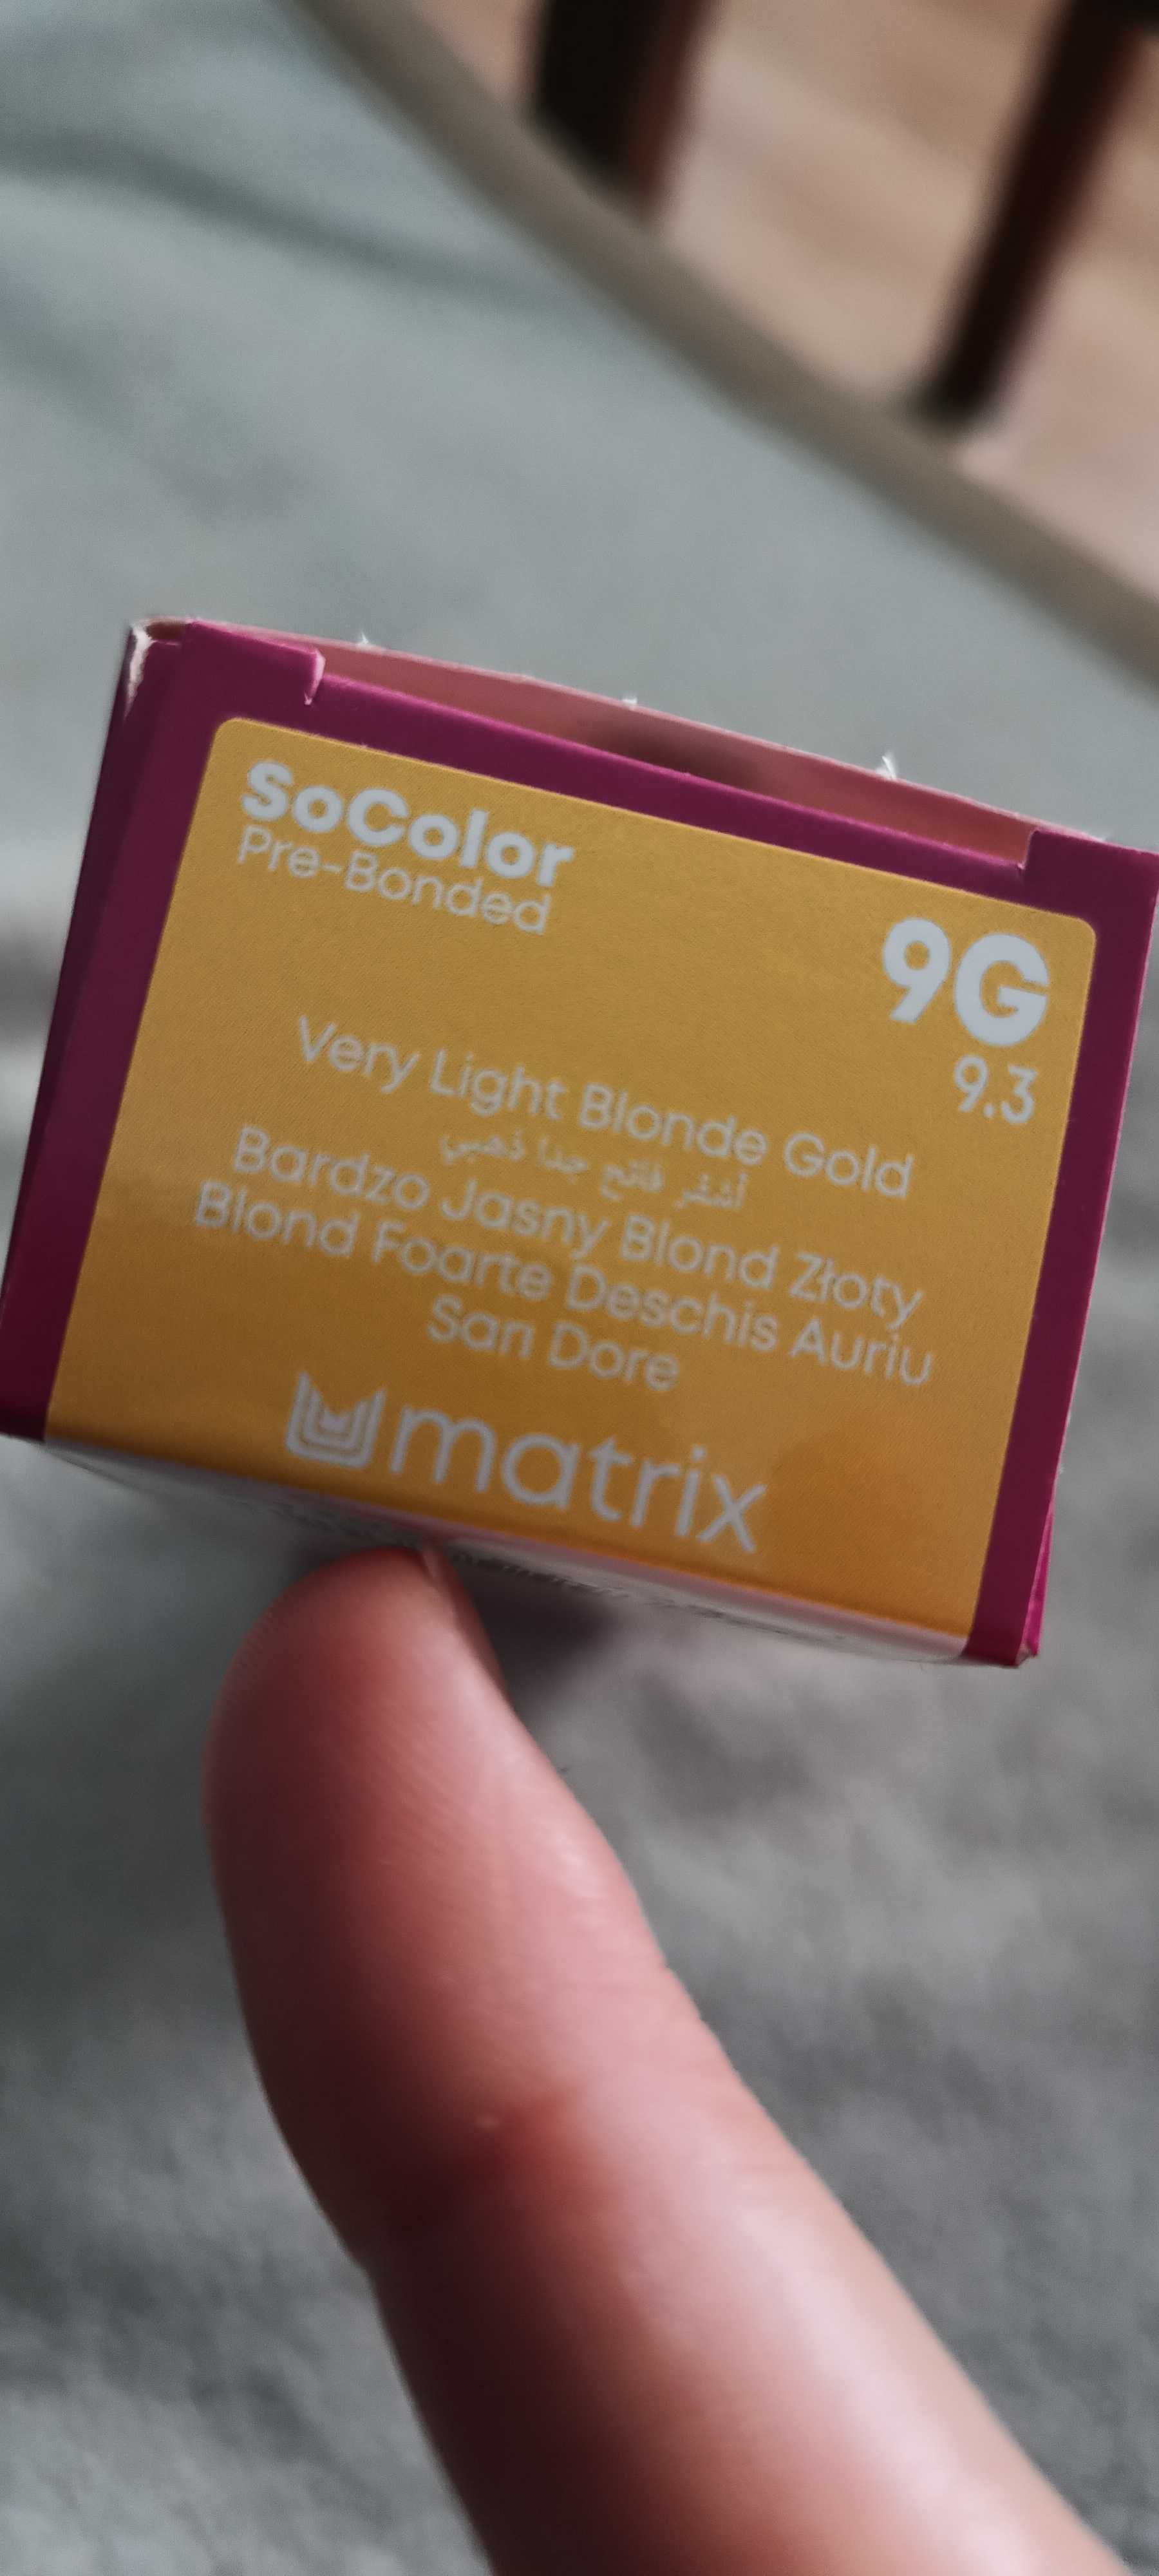 SoColor
Pre-Bonded
9G
9.3
Very Light Blonde Gold
أشقر فاتح جدا ذهبي
Bardzo Jasny Blond Złoty
Blond Foarte Deschis Auriu
Sarı Dore
matrix